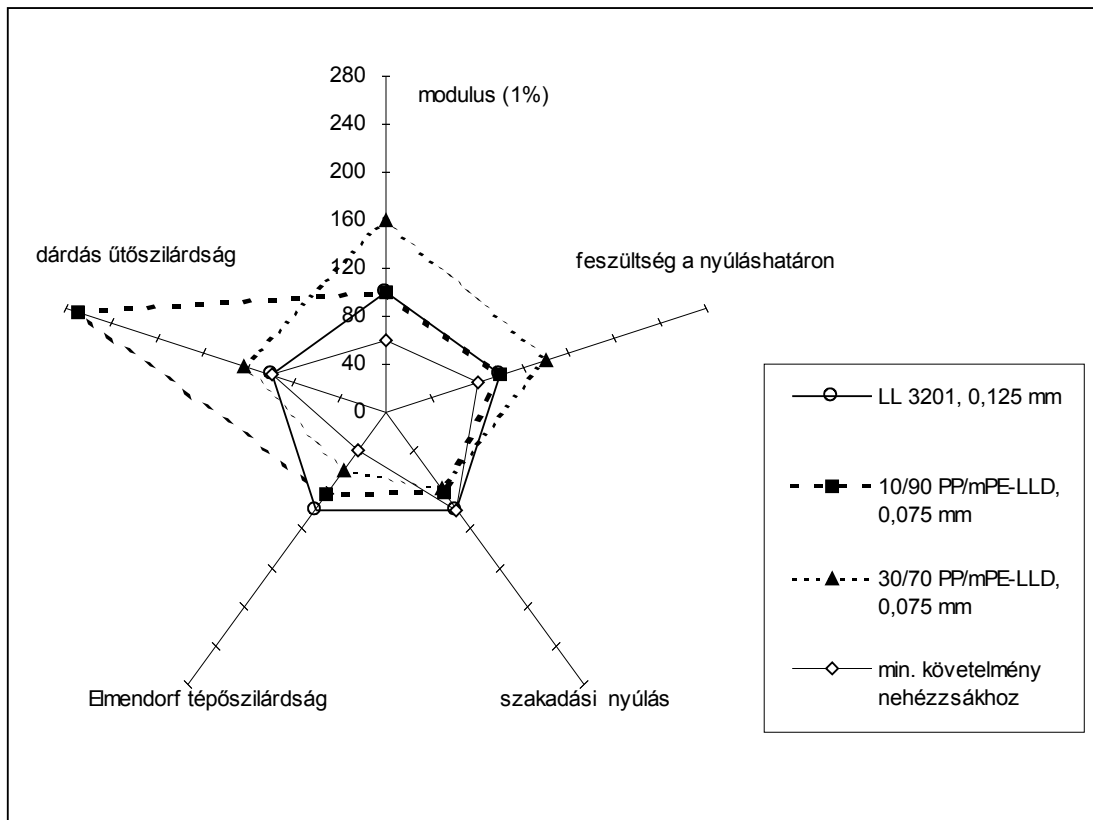 280
modulus (1%)
240
200
160
120
80
40
0
dárdás űtőszilárdság
feszültség a nyúláshatáron
Elmendorf tépőszilárdság
szakadási nyúlás
LL 3201, 0,125 mm
10/90 PP/mPE-LLD,
0,075 mm
30/70 PP/mPE-LLD,
0,075 mm
min. követelmény
nehézzsákhoz